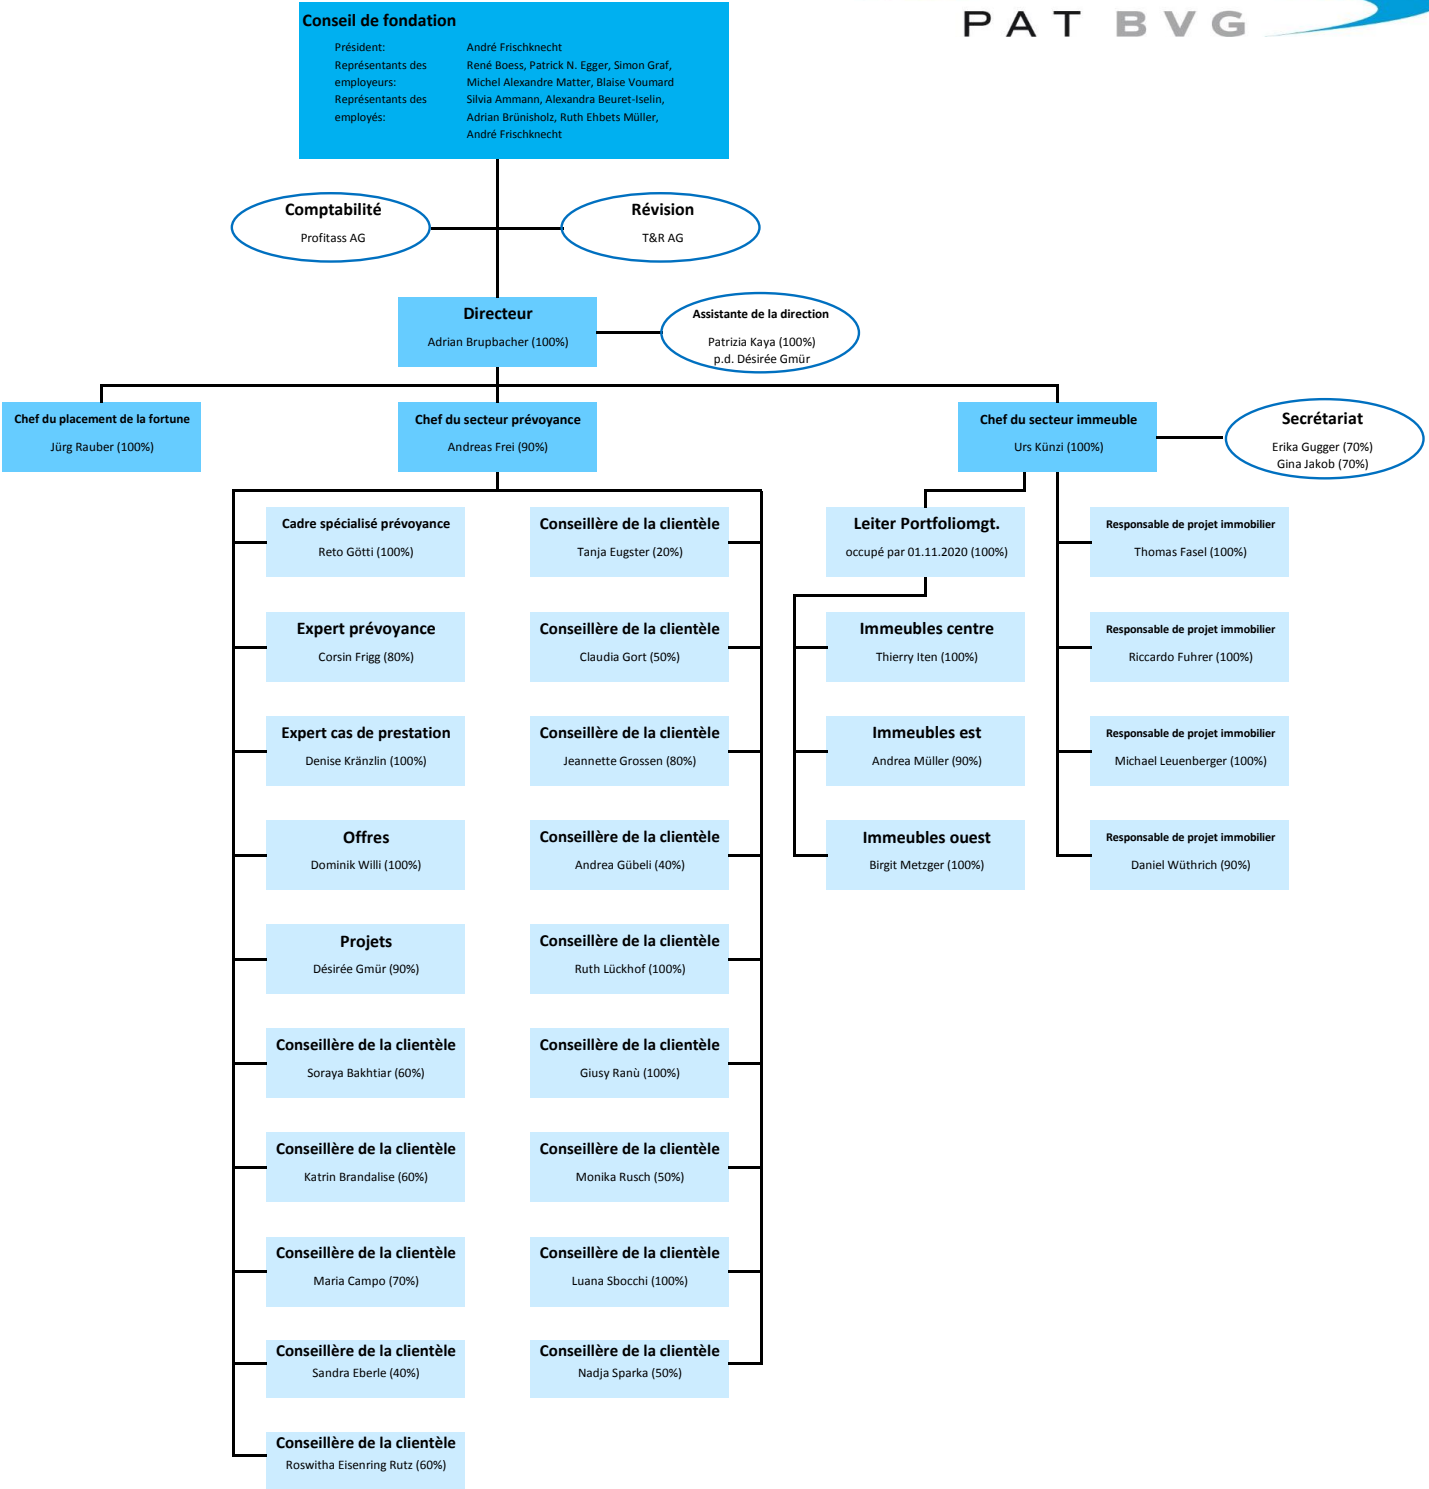 PAT BVG
Conseil de fondation
Président: André Frischknecht
Représentants des René Boess, Patrick N. Egger, Simon Graf,
employeurs: Michel Alexandre Matter, Blaise Voumard
Représentants des Silvia Ammann, Alexandra Beuret-Iselin,
employés: Adrian Brünisholz, Ruth Ehbets Müller,
André Frischknecht
Comptabilité
Profitass AG
Révision
T&R AG
Directeur
Adrian Brupbacher (100%)
Assistante de la direction
Patrizia Kaya (100%)
p.d. Désirée Gmür
Chef du placement de la fortune
Jürg Rauber (100%)
Chef du secteur prévoyance
Andreas Frei (90%)
Chef du secteur immeuble
Urs Künzi (100%)
Secrétariat
Erika Gugger (70%)
Gina Jakob (70%)
Cadre spécialisé prévoyance
Reto Götti (100%)
Expert prévoyance
Corsin Frigg (80%)
Expert cas de prestation
Denise Kränzlin (100%)
Offres
Dominik Willi (100%)
Projets
Désirée Gmür (90%)
Conseillère de la clientèle
Soraya Bakhtiar (60%)
Conseillère de la clientèle
Katrin Brandalise (60%)
Conseillère de la clientèle
Maria Campo (70%)
Conseillère de la clientèle
Sandra Eberle (40%)
Conseillère de la clientèle
Roswitha Eisenring Rutz (60%)
Conseillère de la clientèle
Tanja Eugster (20%)
Conseillère de la clientèle
Claudia Gort (50%)
Conseillère de la clientèle
Jeannette Grossen (80%)
Conseillère de la clientèle
Andrea Gübeli (40%)
Conseillère de la clientèle
Ruth Lückhof (100%)
Conseillère de la clientèle
Giusy Ranù (100%)
Conseillère de la clientèle
Monika Rusch (50%)
Conseillère de la clientèle
Luana Sbocchi (100%)
Conseillère de la clientèle
Nadja Sparka (50%)
Leiter Portfoliomgt.
occupé par 01.11.2020 (100%)
Immeubles centre
Thierry Iten (100%)
Immeubles est
Andrea Müller (90%)
Immeubles ouest
Birgit Metzger (100%)
Responsable de projet immobilier
Thomas Fasel (100%)
Responsable de projet immobilier
Riccardo Fuhrer (100%)
Responsable de projet immobilier
Michael Leuenberger (100%)
Responsable de projet immobilier
Daniel Wüthrich (90%)